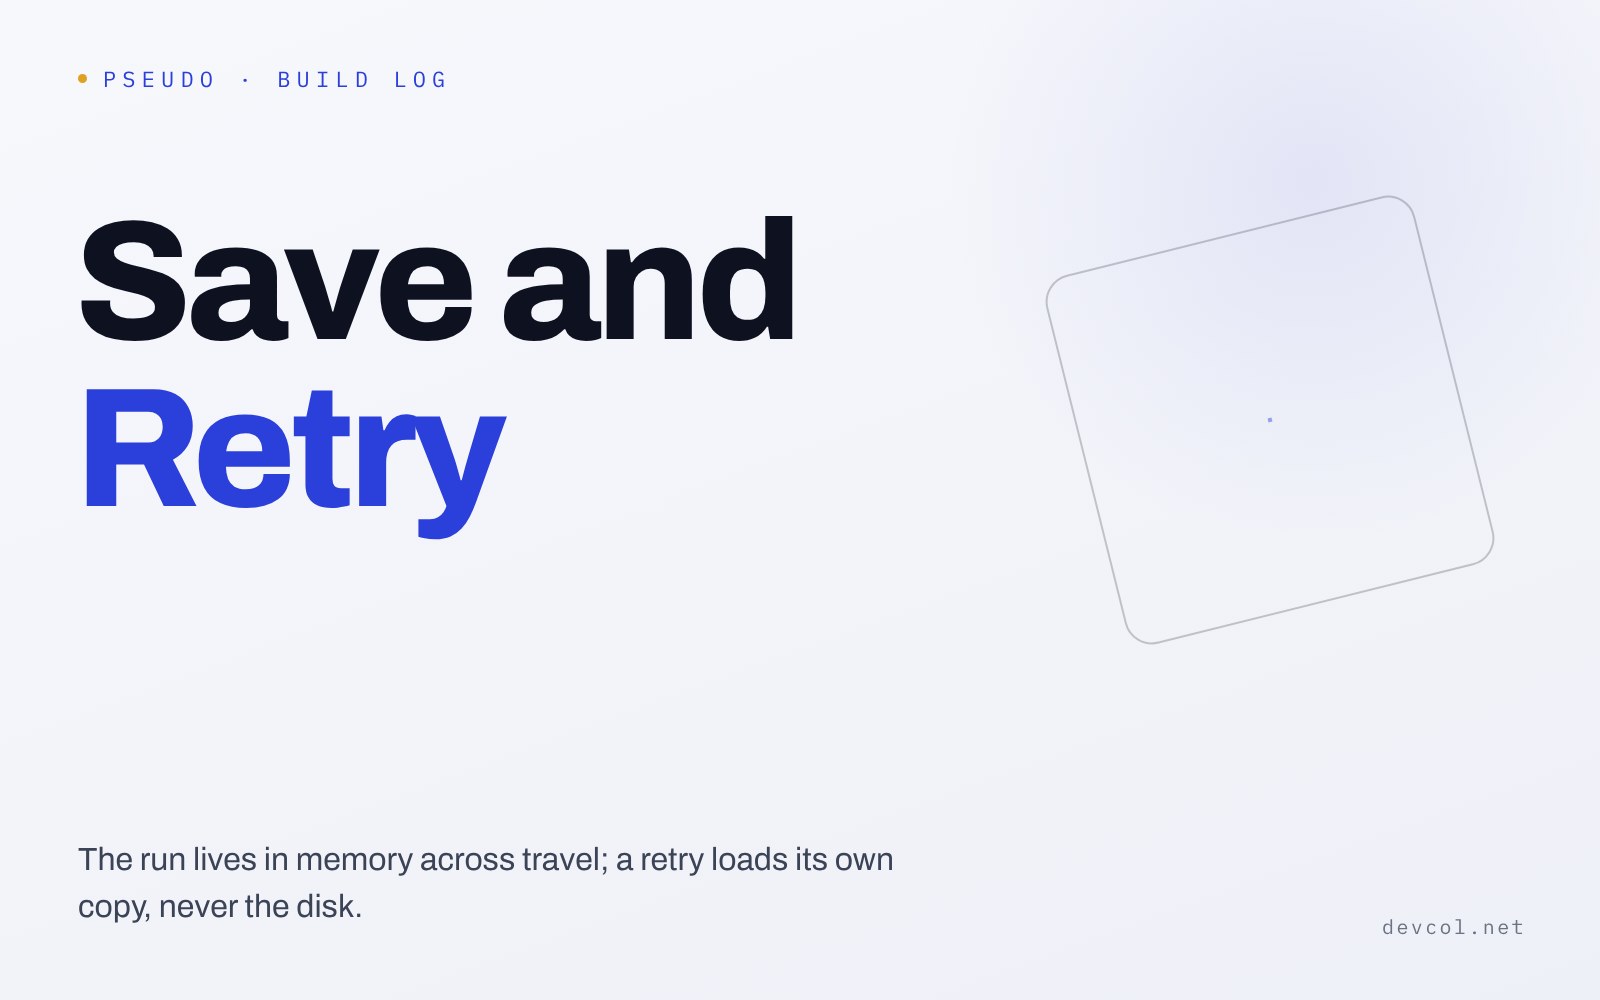 PSEUDO · BUILD LOG
Save and
Retry
The run lives in memory across travel; a retry loads its own
copy, never the disk.
devcol.net